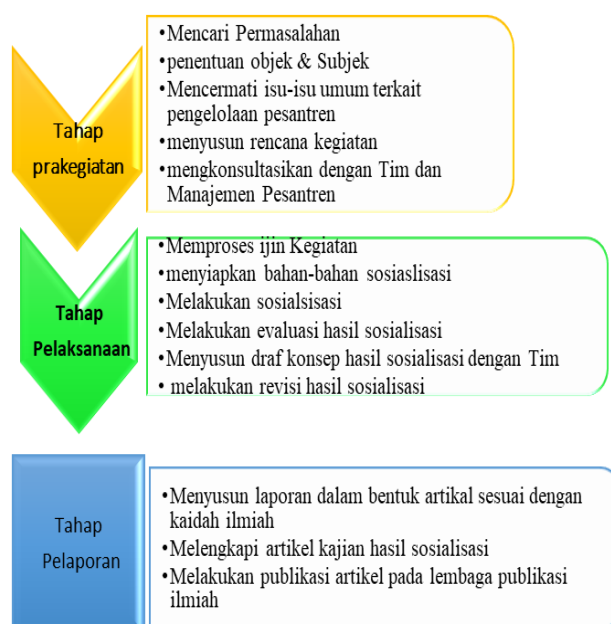 Tahap
prakegiatan
•Mencari Permasalahan
•penentuan objek & Subjek
•Mencermati isu-isu umum terkait
pengelolaan pesantren
•menyusun rencana kegiatan
•mengkonsultasikan dengan Tim dan
Manajemen Pesantren
Tahap
Pelaksanaan
•Memproses ijin Kegiatan
•menyiapkan bahan-bahan sosiaslisasi
•Melakukan sosialsisasi
•Melakukan evaluasi hasil sosialisasi
•Menyusun draf konsep hasil sosialisasi dengan Tim
• melakukan revisi hasil sosialisasi
Tahap
Pelaporan
•Menyusun laporan dalam bentuk artikal sesuai dengan
kaidah ilmiah
•Melengkapi artikel kajian hasil sosialisasi
•Melakukan publikasi artikel pada lembaga publikasi
ilmiah